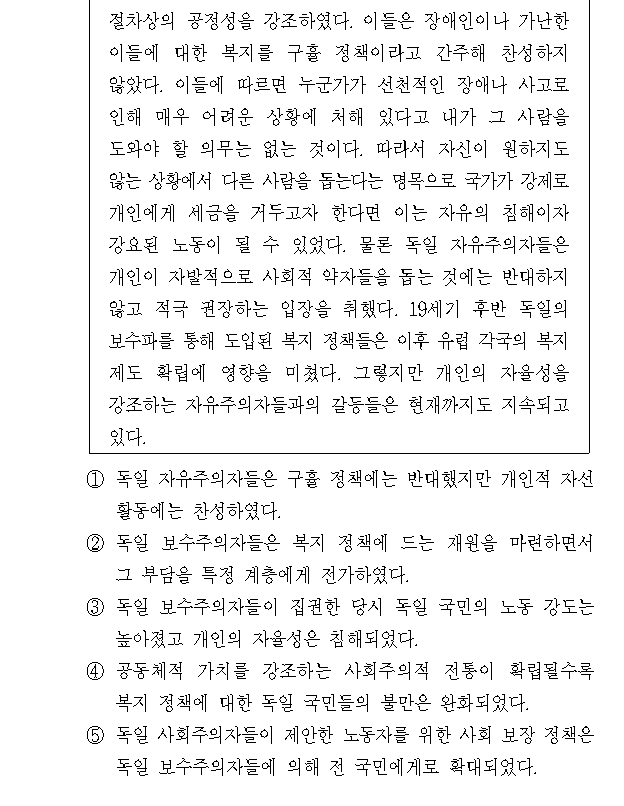 절차상의 공정성을 강조하였다. 이들은 장애인이나 가난한
이들에 대한 복지를 구휼 정책이라고 간주해 찬성하지
않았다. 이들에 따르면 누군가가 선천적인 장애나 사고로
인해 매우 어려운 상황에 처해 있다고 내가 그 사람을
도와야 할 의무는 없는 것이다. 따라서 자신이 원하지도
않는 상황에서 다른 사람을 돕는다는 명목으로 국가가 강제로
개인에게 세금을 거두고자 한다면 이는 자유의 침해이자
강요된 노동이 될 수 있었다. 물론 독일 자유주의자들은
개인이 자발적으로 사회적 약자들을 돕는 것에는 반대하지
않고 적극 권장하는 입장을 취했다. 19세기 후반 독일의
보수파를 통해 도입된 복지 정책들은 이후 유럽 각국의 복지
제도 확립에 영향을 미쳤다. 그렇지만 개인의 자율성을
강조하는 자유주의자들과의 갈등들은 현재까지도 지속되고
있다.
① 독일 자유주의자들은 구휼 정책에는 반대했지만 개인적 자선
활동에는 찬성하였다.
② 독일 보수주의자들은 복지 정책에 드는 재원을 마련하면서
그 부담을 특정 계층에게 전가하였다.
③ 독일 보수주의자들이 집권한 당시 독일 국민의 노동 강도는
높아졌고 개인의 자율성은 침해되었다.
④ 공동체적 가치를 강조하는 사회주의적 전통이 확립될수록
복지 정책에 대한 독일 국민들의 불만은 완화되었다.
⑤ 독일 사회주의자들이 제안한 노동자를 위한 사회 보장 정책은
독일 보수주의자들에 의해 전 국민에게로 확대되었다.